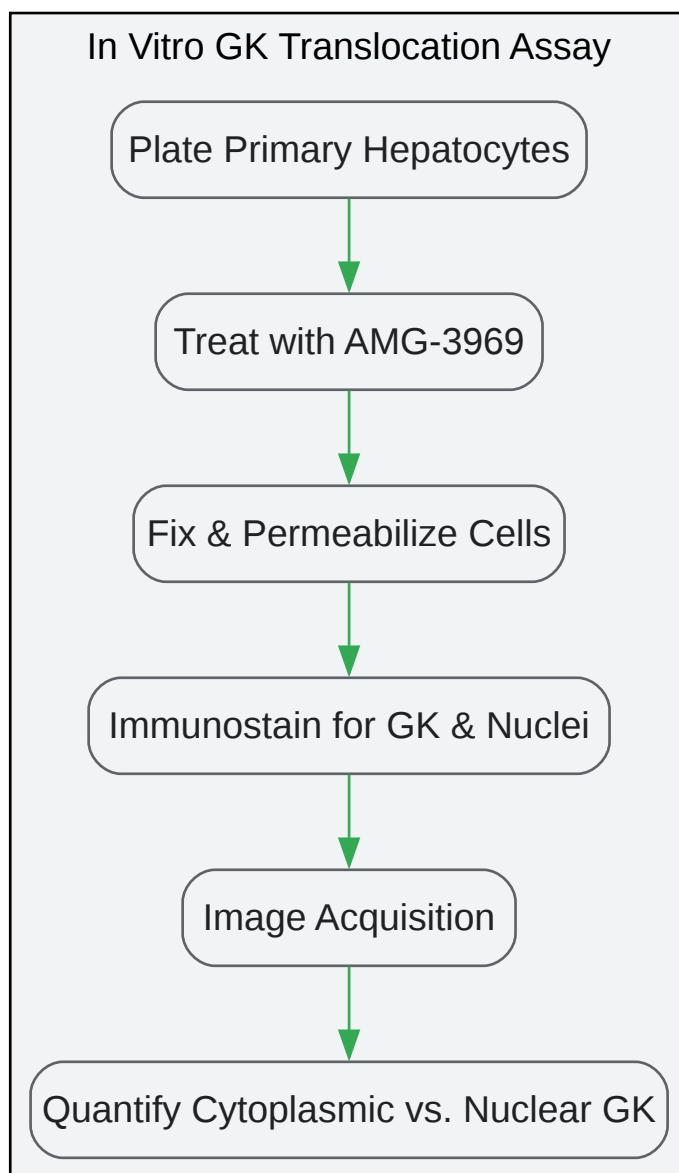 In Vitro GK Translocation Assay
Plate Primary Hepatocytes
Treat with AMG-3969
Fix & Permeabilize Cells
Immunostain for GK & Nuclei
Image Acquisition
Quantify Cytoplasmic vs. Nuclear GK